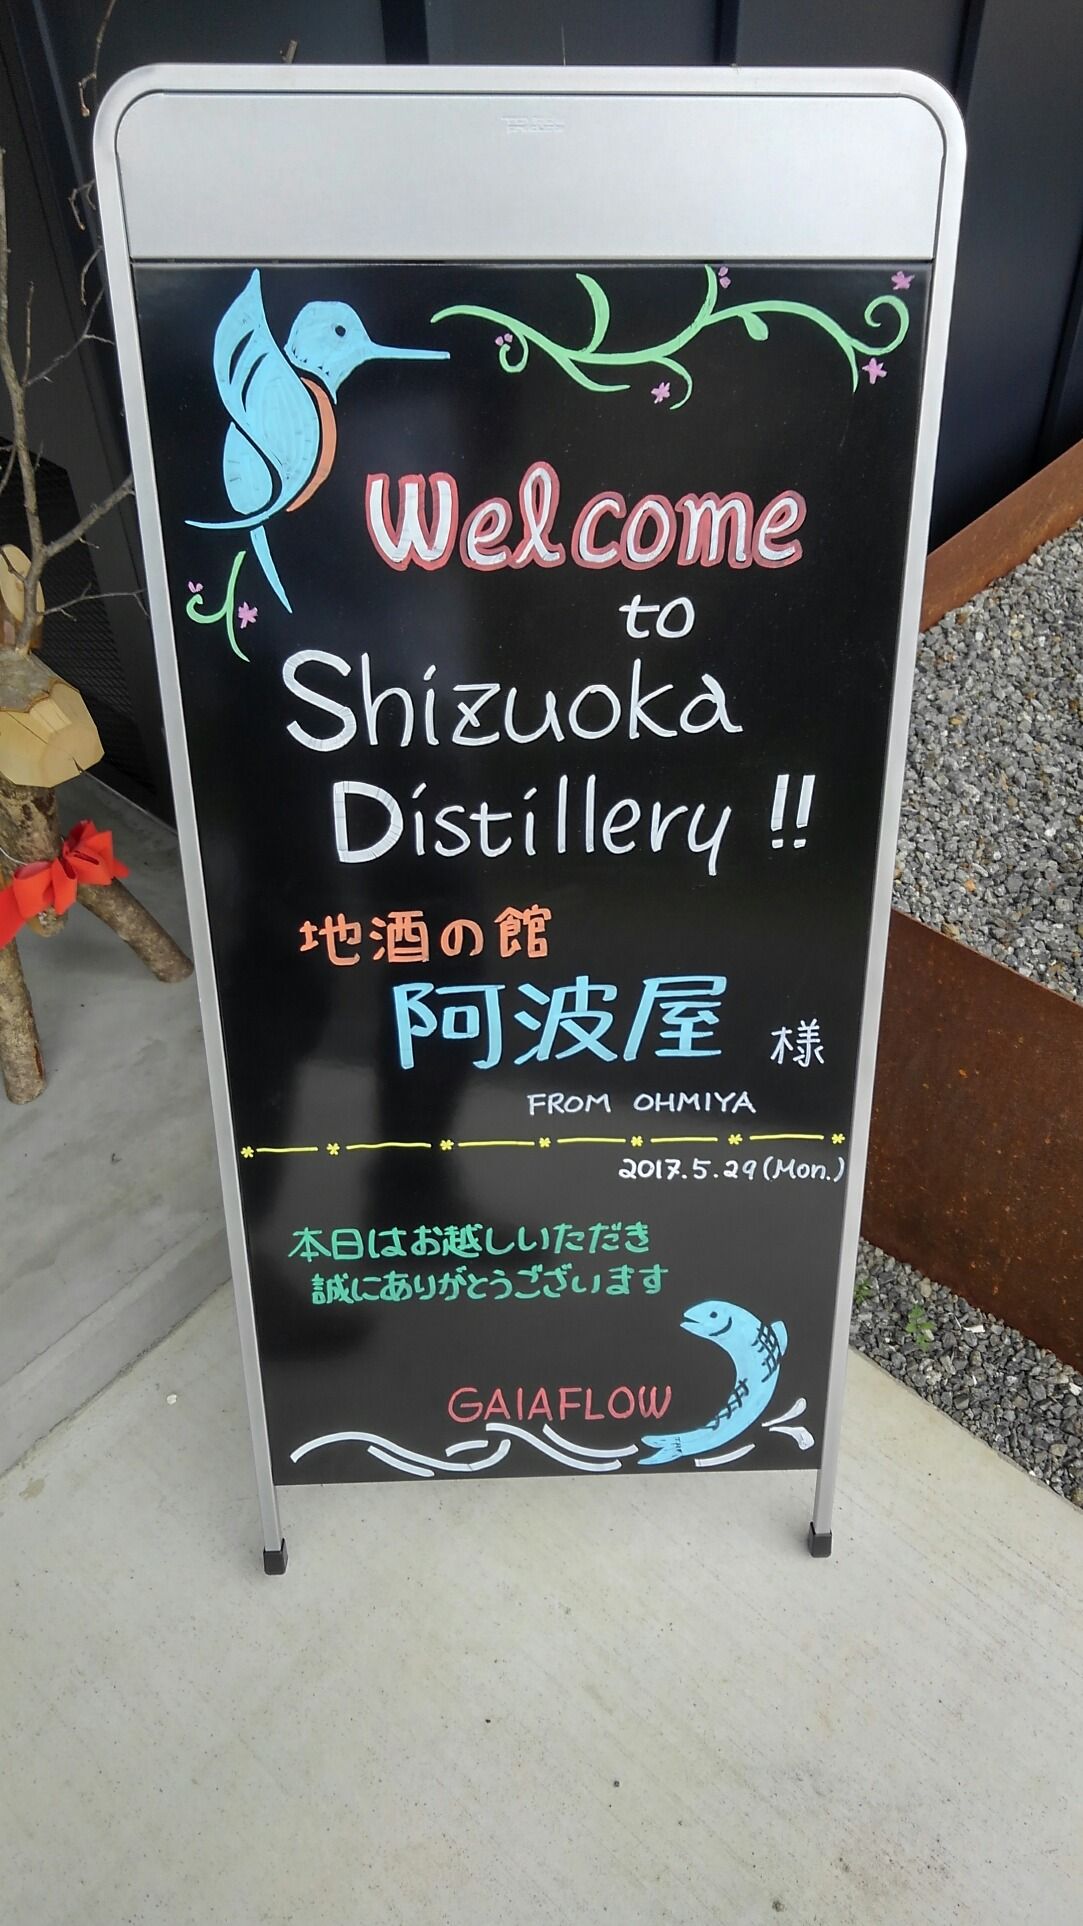 Welcome
to
Shizuoka
Distillery !!
地酒の館
阿波屋 様
FROM OHMIYA
2017.5.29(Mon.)
本日はお越しいただき
誠にありがとうございます
GAIAFLOW